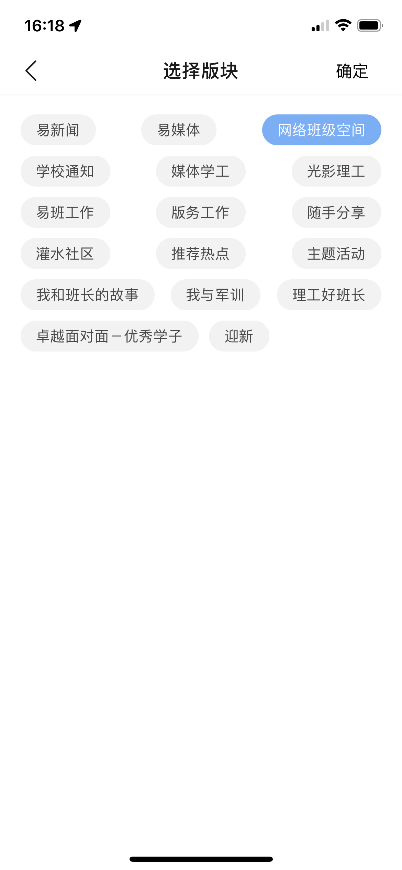 16:18
选择版块 确定
易新闻 易媒体 网络班级空间
学校通知 媒体学工 光影理工
易班工作 版务工作 随手分享
灌水社区 推荐热点 主题活动
我和班长的故事 我与军训 理工好班长
卓越面对面－优秀学子 迎新